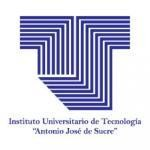 Instituto Universitario de Tecnología
“Antonio José de Sucre”